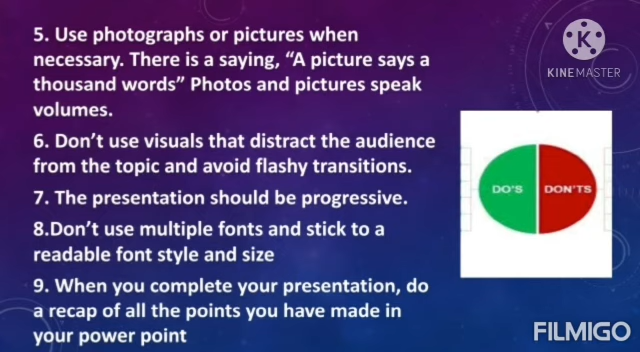 5. Use photographs or pictures when
necessary. There is a saying, “A picture says a
thousand words” Photos and pictures speak
volumes.
6. Don’t use visuals that distract the audience
from the topic and avoid flashy transitions.
7. The presentation should be progressive.
8.Don’t use multiple fonts and stick to a
readable font style and size
9. When you complete your presentation, do
a recap of all the points you have made in
your power point
KINEMASTER
DO'S
DON'TS
FILMIGO